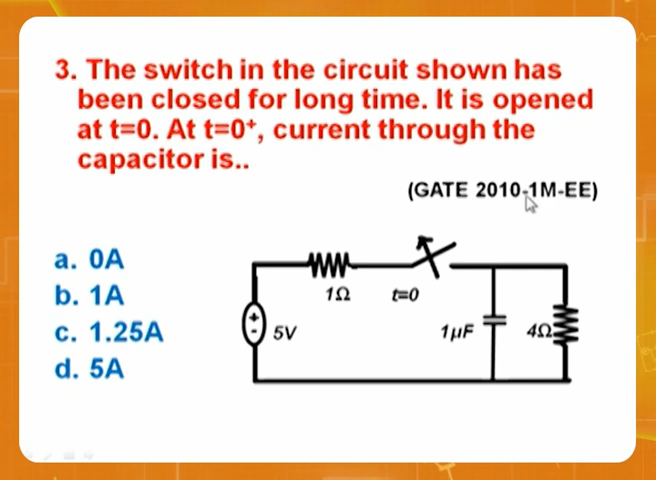 3. The switch in the circuit shown has
been closed for long time. It is opened
at t=0. At t=0⁺, current through the
capacitor is..
(GATE 2010-1M-EE)
a. 0A
b. 1A
c. 1.25A
d. 5A
1Ω
t=0
+
-
5V
1µF
4Ω